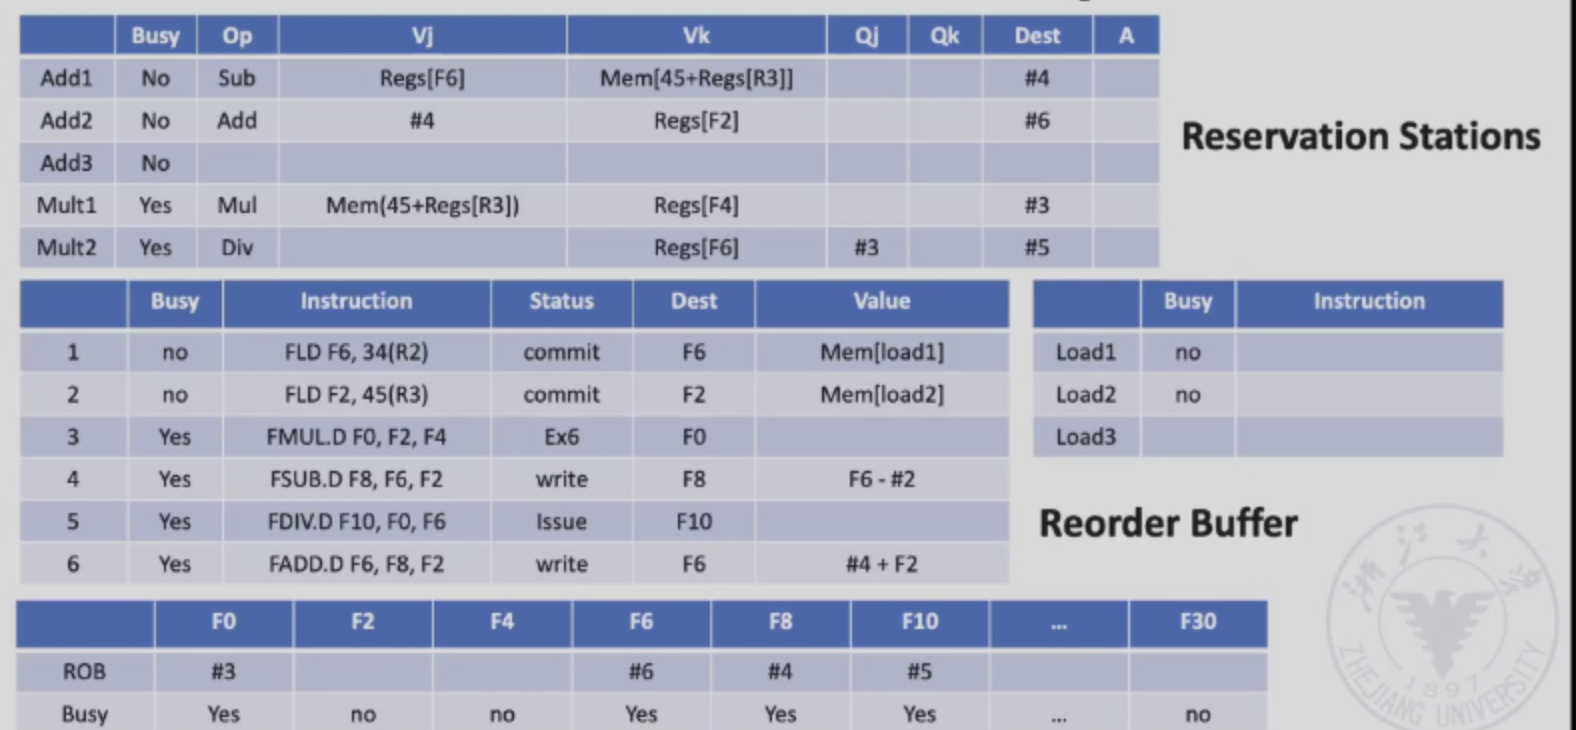 Busy Op Vj Vk Qj Qk Dest A
Add1 No Sub Regs[F6] Mem[45+Regs[R3]] #4
Add2 No Add #4 Regs[F2] #6
Add3 No
Mult1 Yes Mul Mem(45+Regs[R3]) Regs[F4] #3
Mult2 Yes Div Regs[F6] #3 #5
Reservation Stations
Busy Instruction Status Dest Value
1 no FLD F6, 34(R2) commit F6 Mem[load1]
2 no FLD F2, 45(R3) commit F2 Mem[load2]
3 Yes FMUL.D F0, F2, F4 Ex6 F0
4 Yes FSUB.D F8, F6, F2 write F8 F6 - #2
5 Yes FDIV.D F10, F0, F6 Issue F10
6 Yes FADD.D F6, F8, F2 write F6 #4 + F2
Busy Instruction
Load1 no
Load2 no
Load3
Reorder Buffer
F0 F2 F4 F6 F8 F10 ... F30
ROB #3 #6 #4 #5
Busy Yes no no Yes Yes Yes ... no
浙江大学
1897
ZHEJIANG UNIVERSITY